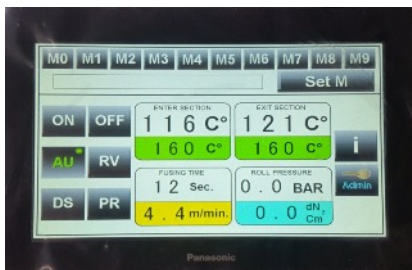 M0 M1 M2 M3 M4 M5 M6 M7 M8 M9
Set M
ENTER SECTION
EXIT SECTION
ON OFF
116 C°
121 C°
160 C°
160 C°
i
AU RV
FUSING TIME
ROLL PRESSURE
12 Sec.
0.0 BAR
Admin
DS PR
4.4 m/min.
0.0 dN/Cm
Panasonic